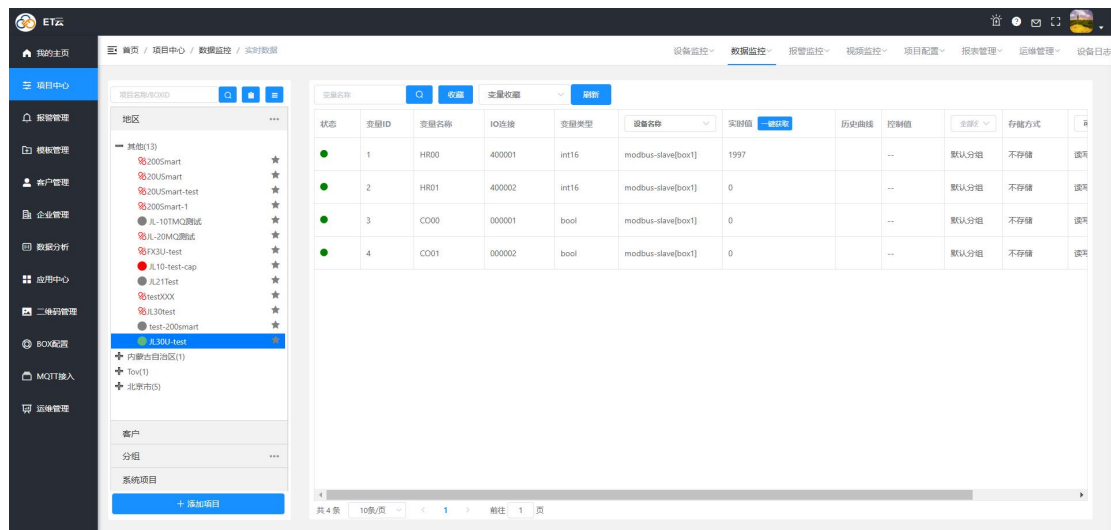 ET云
我的主页
首页 / 项目中心 / 数据监控 / 实时数据
设备监控 数据监控 报警监控 视频监控 项目配置 报表管理 运维管理 设备日志
项目中心
报警管理
模板管理
客户管理
企业管理
数据分析
应用中心
二维码管理
BOX配置
MQTT接入
运维管理
项目名称/BOXID
地区
其他(13)
200Smart
20USmart
20USmart-test
200Smart-1
JL-10TMQ测试
JL-20MQ测试
FX3U-test
JL10-test-cap
JL21Test
testXXX
JL30test
test-200smart
JL30U-test
内蒙古自治区(1)
Tov(1)
北京市(5)
客户
分组
系统项目
+ 添加项目
变量名称 收藏 变量收藏 刷新
状态 变量ID 变量名称 IO连接 变量类型 设备名称 实时值 一键获取 历史曲线 控制值 全部 存储方式
1 HR00 400001 int16 modbus-slave[box1] 1997 -- 默认分组 不存储 读写
2 HR01 400002 int16 modbus-slave[box1] 0 -- 默认分组 不存储 读写
3 CO00 000001 bool modbus-slave[box1] 0 -- 默认分组 不存储 读写
4 CO01 000002 bool modbus-slave[box1] 0 -- 默认分组 不存储 读写
共 4 条 10条/页 1 前往 1 页